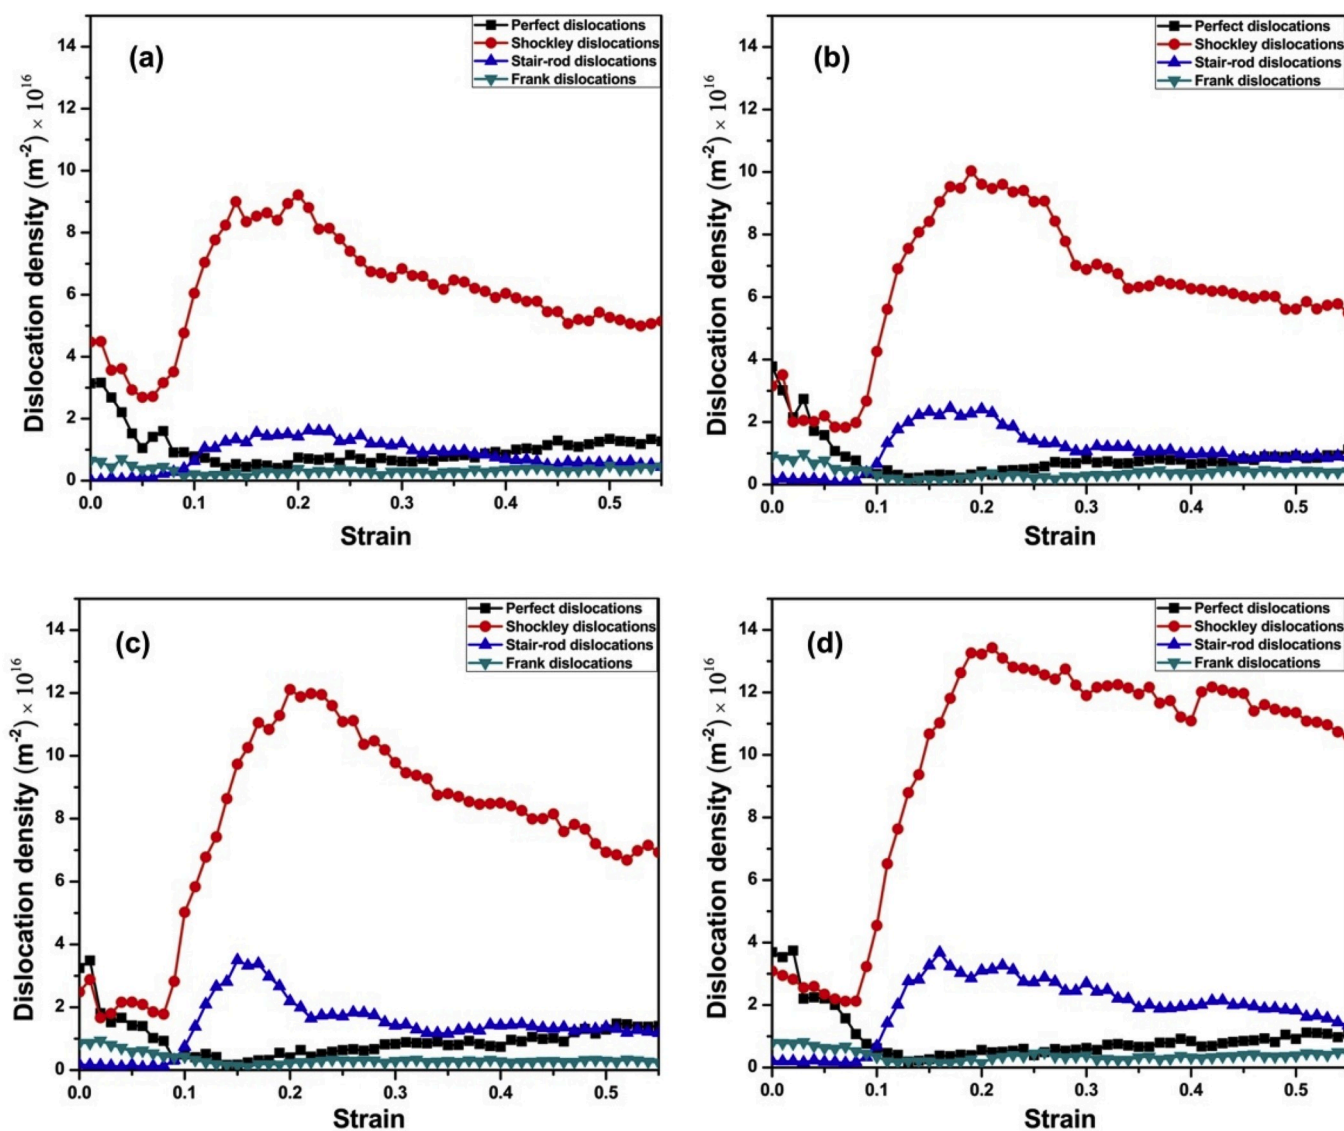 (a)
Perfect dislocations
Shockley dislocations
Stair-rod dislocations
Frank dislocations
Dislocation density (m⁻²) × 10¹⁶
14
12
10
8
6
4
2
0
0.0 0.1 0.2 0.3 0.4 0.5
Strain
(b)
Perfect dislocations
Shockley dislocations
Stair-rod dislocations
Frank dislocations
Dislocation density (m⁻²) × 10¹⁶
14
12
10
8
6
4
2
0
0.0 0.1 0.2 0.3 0.4 0.5
Strain
(c)
Perfect dislocations
Shockley dislocations
Stair-rod dislocations
Frank dislocations
Dislocation density (m⁻²) × 10¹⁶
14
12
10
8
6
4
2
0
0.0 0.1 0.2 0.3 0.4 0.5
Strain
(d)
Perfect dislocations
Shockley dislocations
Stair-rod dislocations
Frank dislocations
Dislocation density (m⁻²) × 10¹⁶
14
12
10
8
6
4
2
0
0.0 0.1 0.2 0.3 0.4 0.5
Strain